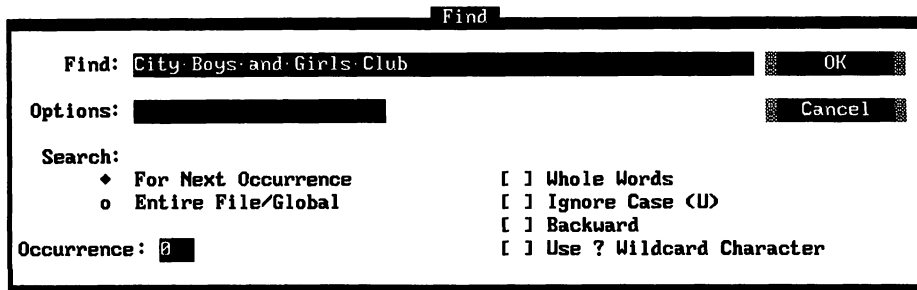 Find
Find: City·Boys·and·Girls·Club OK
Options: Cancel
Search:
◆ For Next Occurrence [ ] Whole Words
o Entire File/Global [ ] Ignore Case (U)
[ ] Backward
Occurrence: 0 [ ] Use ? Wildcard Character